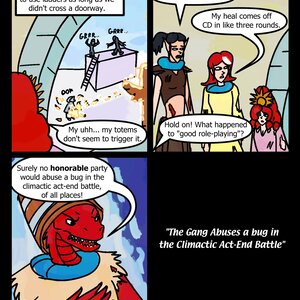 to use ladders as long as we
didn't cross a doorway.
GRRR...
GRRR...
OOF
My uhh... my totems
don't seem to trigger it.
My heal comes off
CD in like three rounds.
Hold on! What happened
to "good role-playing"?
Surely no honorable party
would abuse a bug in the
climactic act-end battle,
of all places!
"The Gang Abuses a bug in
the Climactic Act-End Battle"